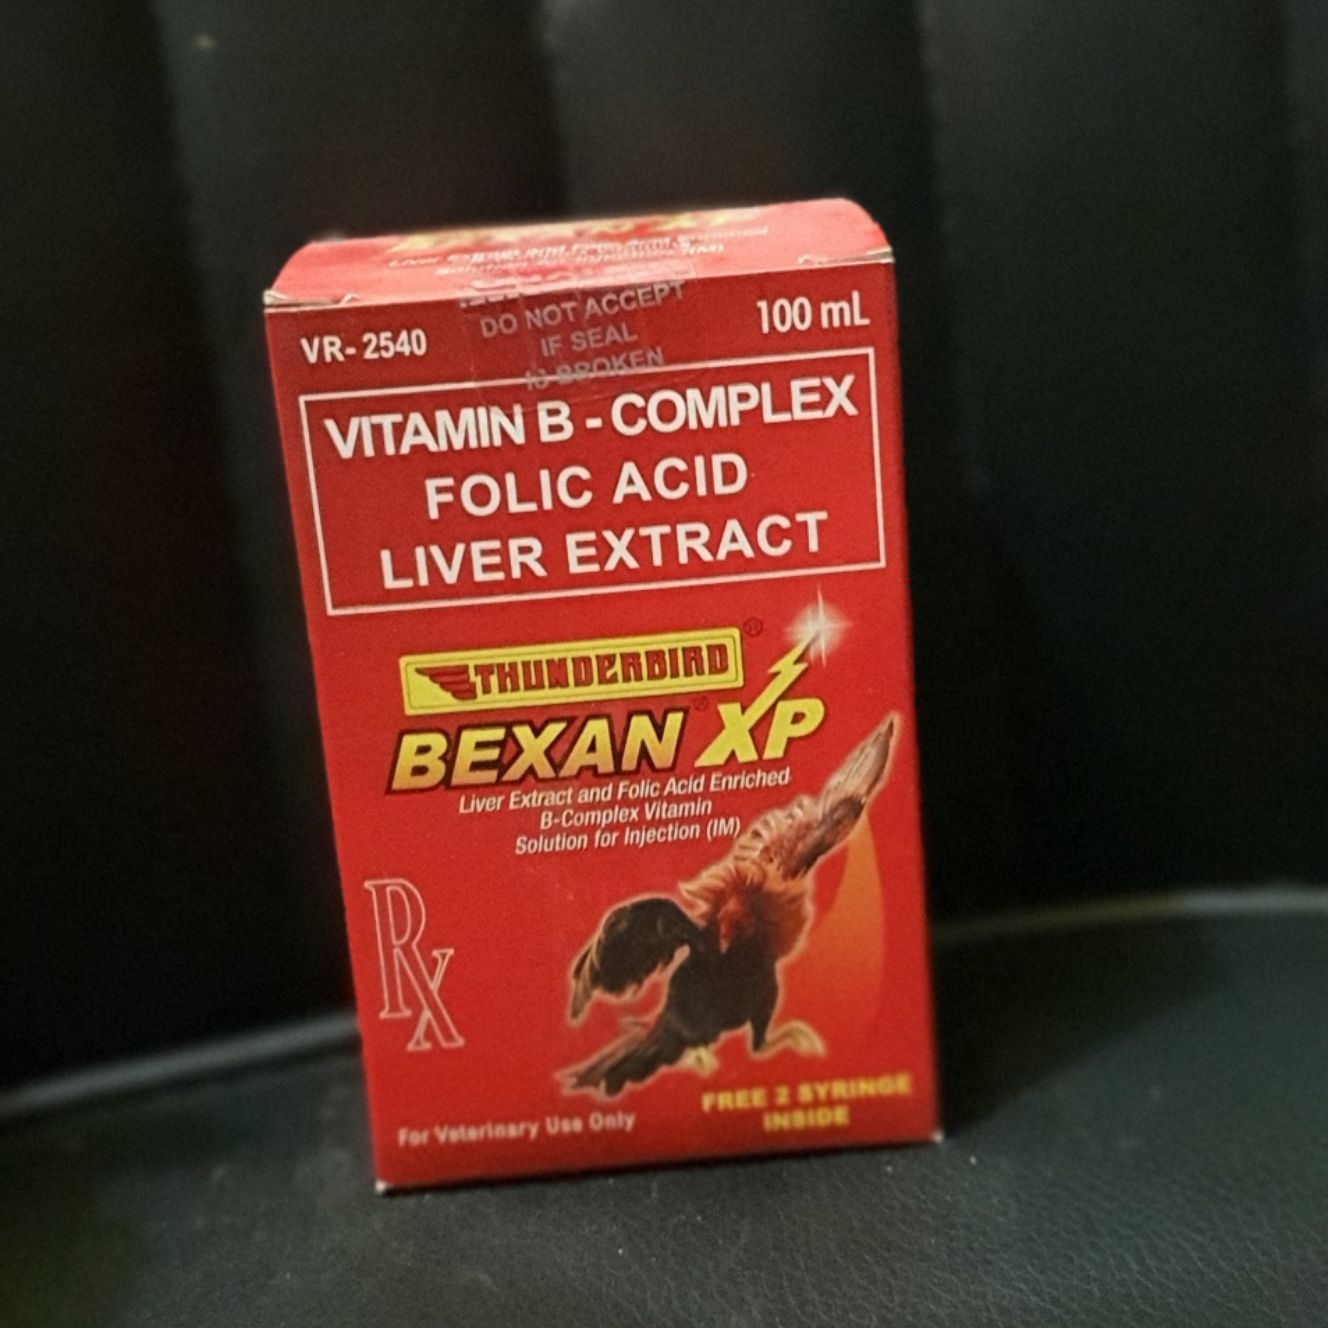 BEXAN XP
VR-2540
DO NOT ACCEPT
IF SEAL
IS BROKEN
100 mL
VITAMIN B - COMPLEX
FOLIC ACID
LIVER EXTRACT
THUNDERBIRD ®
BEXAN ® XP
Liver Extract and Folic Acid Enriched
B-Complex Vitamin
Solution for Injection (IM)
Rx
FREE 2 SYRINGE
INSIDE
For Veterinary Use Only